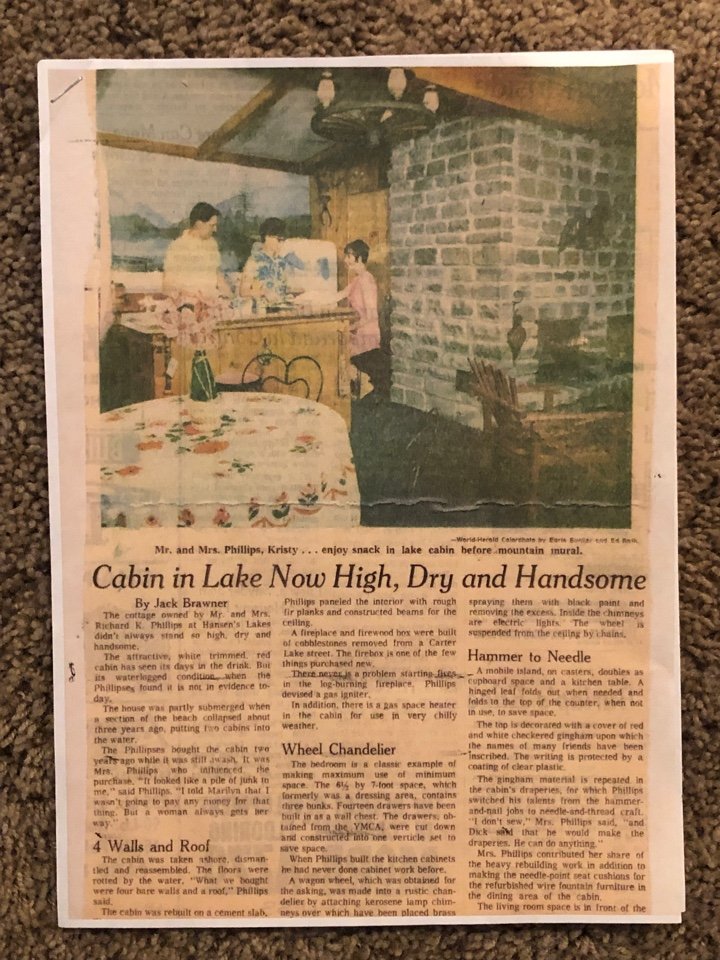 —World-Herald Colorphoto by Earle Bunker and Ed Rath.
Mr. and Mrs. Phillips, Kristy . . . enjoy snack in lake cabin before mountain mural.
Cabin in Lake Now High, Dry and Handsome
By Jack Brawner
The cottage owned by Mr. and Mrs.
Richard K. Phillips at Hansen's Lakes
didn't always stand so high, dry and
handsome.
The attractive, white trimmed, red
cabin has seen its days in the drink. But
its waterlogged condition when the
Phillipses found it is not in evidence to-
day.
The house was partly submerged when
a section of the beach collapsed about
three years ago, putting two cabins into
the water.
The Phillipses bought the cabin two
years ago while it was still awash. It was
Mrs. Phillips who influenced the
purchase. "It looked like a pile of junk to
me," said Phillips. "I told Marilyn that I
wasn't going to pay any money for that
thing. But a woman always gets her
way."
4 Walls and Roof
The cabin was taken ashore, disman-
tled and reassembled. The floors were
rotted by the water. "What we bought
were four bare walls and a roof," Phillips
said.
The cabin was rebuilt on a cement slab.
Phillips paneled the interior with rough
fir planks and constructed beams for the
ceiling.
A fireplace and firewood box were built
of cobblestones removed from a Carter
Lake street. The firebox is one of the few
things purchased new.
There never is a problem starting fires
in the log-burning fireplace. Phillips
devised a gas igniter.
In addition, there is a gas space heater
in the cabin for use in very chilly
weather.
Wheel Chandelier
The bedroom is a classic example of
making maximum use of minimum
space. The 6½ by 7-foot space, which
formerly was a dressing area, contains
three bunks. Fourteen drawers have been
built in as a wall chest. The drawers, ob-
tained from the YMCA, were cut down
and constructed into one verticle set to
save space.
When Phillips built the kitchen cabinets
he had never done cabinet work before.
A wagon wheel, which was obtained for
the asking, was made into a rustic chan-
delier by attaching kerosene lamp chim-
neys over which have been placed brass
spraying them with black paint and
removing the excess. Inside the chimneys
are electric lights. The wheel is
suspended from the ceiling by chains.
Hammer to Needle
A mobile island, on casters, doubles as
cupboard space and a kitchen table. A
hinged leaf folds out when needed and
folds to the top of the counter, when not
in use, to save space.
The top is decorated with a cover of red
and white checkered gingham upon which
the names of many friends have been
inscribed. The writing is protected by a
coating of clear plastic.
The gingham material is repeated in
the cabin's draperies, for which Phillips
switched his talents from the hammer-
and-nail jobs to needle-and-thread craft.
"I don't sew," Mrs. Phillips said, "and
Dick said that he would make the
draperies. He can do anything."
Mrs. Phillips contributed her share of
the heavy rebuilding work in addition to
making the needle-point seat cushions for
the refurbished wire fountain furniture in
the dining area of the cabin.
The living room space is in front of the